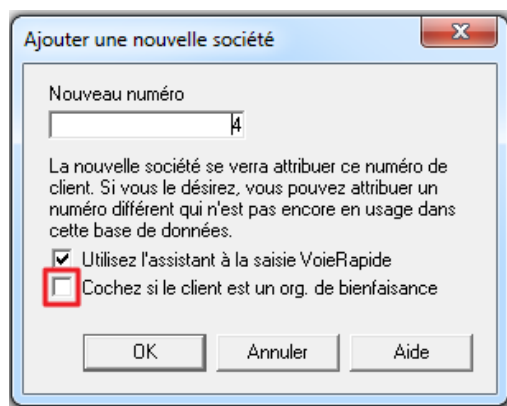 Ajouter une nouvelle société
Nouveau numéro
4
La nouvelle société se verra attribuer ce numéro de
client. Si vous le désirez, vous pouvez attribuer un
numéro différent qui n'est pas encore en usage dans
cette base de données.
Utilisez l'assistant à la saisie VoieRapide
Cochez si le client est un org. de bienfaisance
OK Annuler Aide